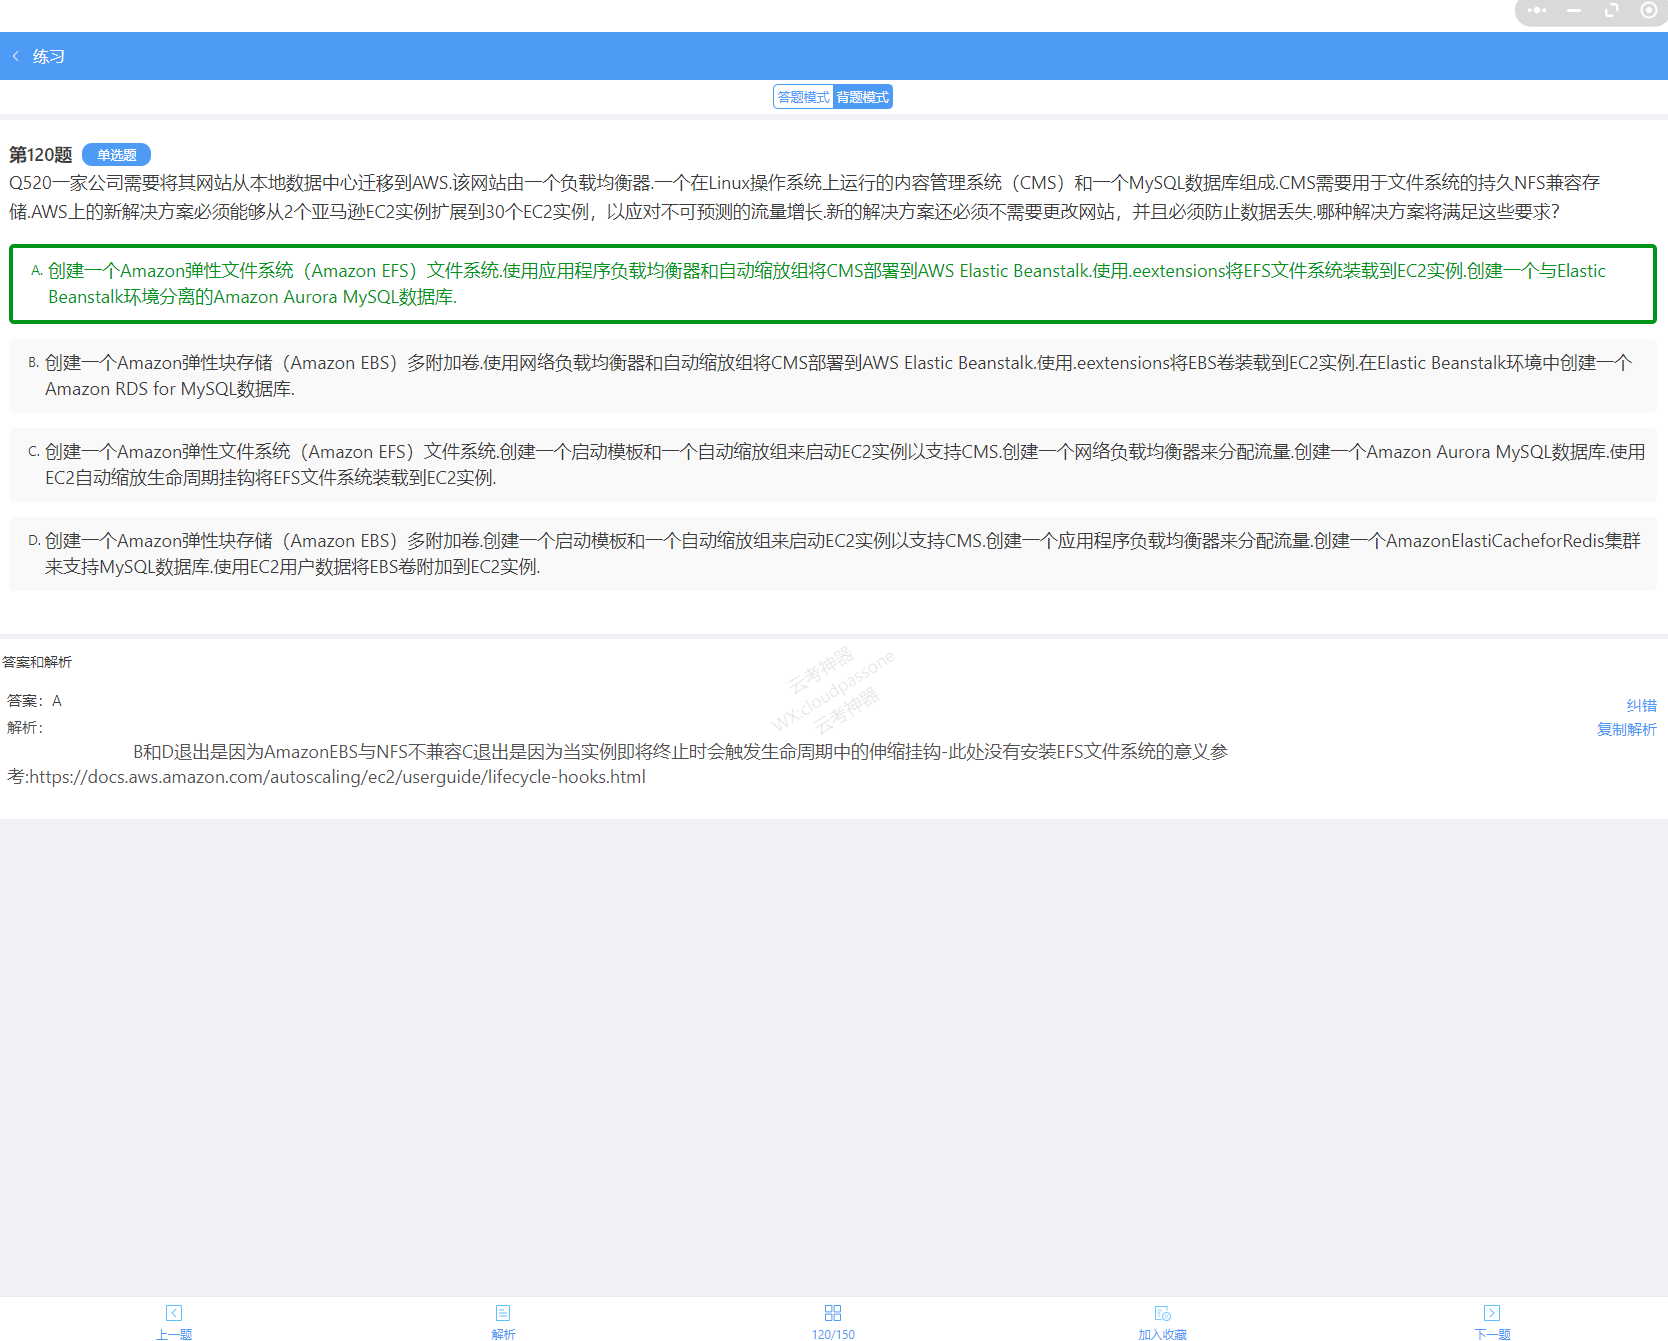 练习
答题模式 背题模式
第120题 单选题
Q520一家公司需要将其网站从本地数据中心迁移到AWS.该网站由一个负载均衡器.一个在Linux操作系统上运行的内容管理系统（CMS）和一个MySQL数据库组成.CMS需要用于文件系统的持久NFS兼容存
储.AWS上的新解决方案必须能够从2个亚马逊EC2实例扩展到30个EC2实例，以应对不可预测的流量增长.新的解决方案还必须不需要更改网站，并且必须防止数据丢失.哪种解决方案将满足这些要求？
A. 创建一个Amazon弹性文件系统（Amazon EFS）文件系统.使用应用程序负载均衡器和自动缩放组将CMS部署到AWS Elastic Beanstalk.使用.eextensions将EFS文件系统装载到EC2实例.创建一个与Elastic
Beanstalk环境分离的Amazon Aurora MySQL数据库.
B. 创建一个Amazon弹性块存储（Amazon EBS）多附加卷.使用网络负载均衡器和自动缩放组将CMS部署到AWS Elastic Beanstalk.使用.eextensions将EBS卷装载到EC2实例.在Elastic Beanstalk环境中创建一个
Amazon RDS for MySQL数据库.
C. 创建一个Amazon弹性文件系统（Amazon EFS）文件系统.创建一个启动模板和一个自动缩放组来启动EC2实例以支持CMS.创建一个网络负载均衡器来分配流量.创建一个Amazon Aurora MySQL数据库.使用
EC2自动缩放生命周期挂钩将EFS文件系统装载到EC2实例.
D. 创建一个Amazon弹性块存储（Amazon EBS）多附加卷.创建一个启动模板和一个自动缩放组来启动EC2实例以支持CMS.创建一个应用程序负载均衡器来分配流量.创建一个AmazonElastiCacheforRedis集群
来支持MySQL数据库.使用EC2用户数据将EBS卷附加到EC2实例.
答案和解析
云考神器
WX:cloudpassone
云考神器
答案：A
纠错
解析：
复制解析
B和D退出是因为AmazonEBS与NFS不兼容C退出是因为当实例即将终止时会触发生命周期中的伸缩挂钩-此处没有安装EFS文件系统的意义参
考:https://docs.aws.amazon.com/autoscaling/ec2/userguide/lifecycle-hooks.html
上一题 解析 120/150 加入收藏 下一题